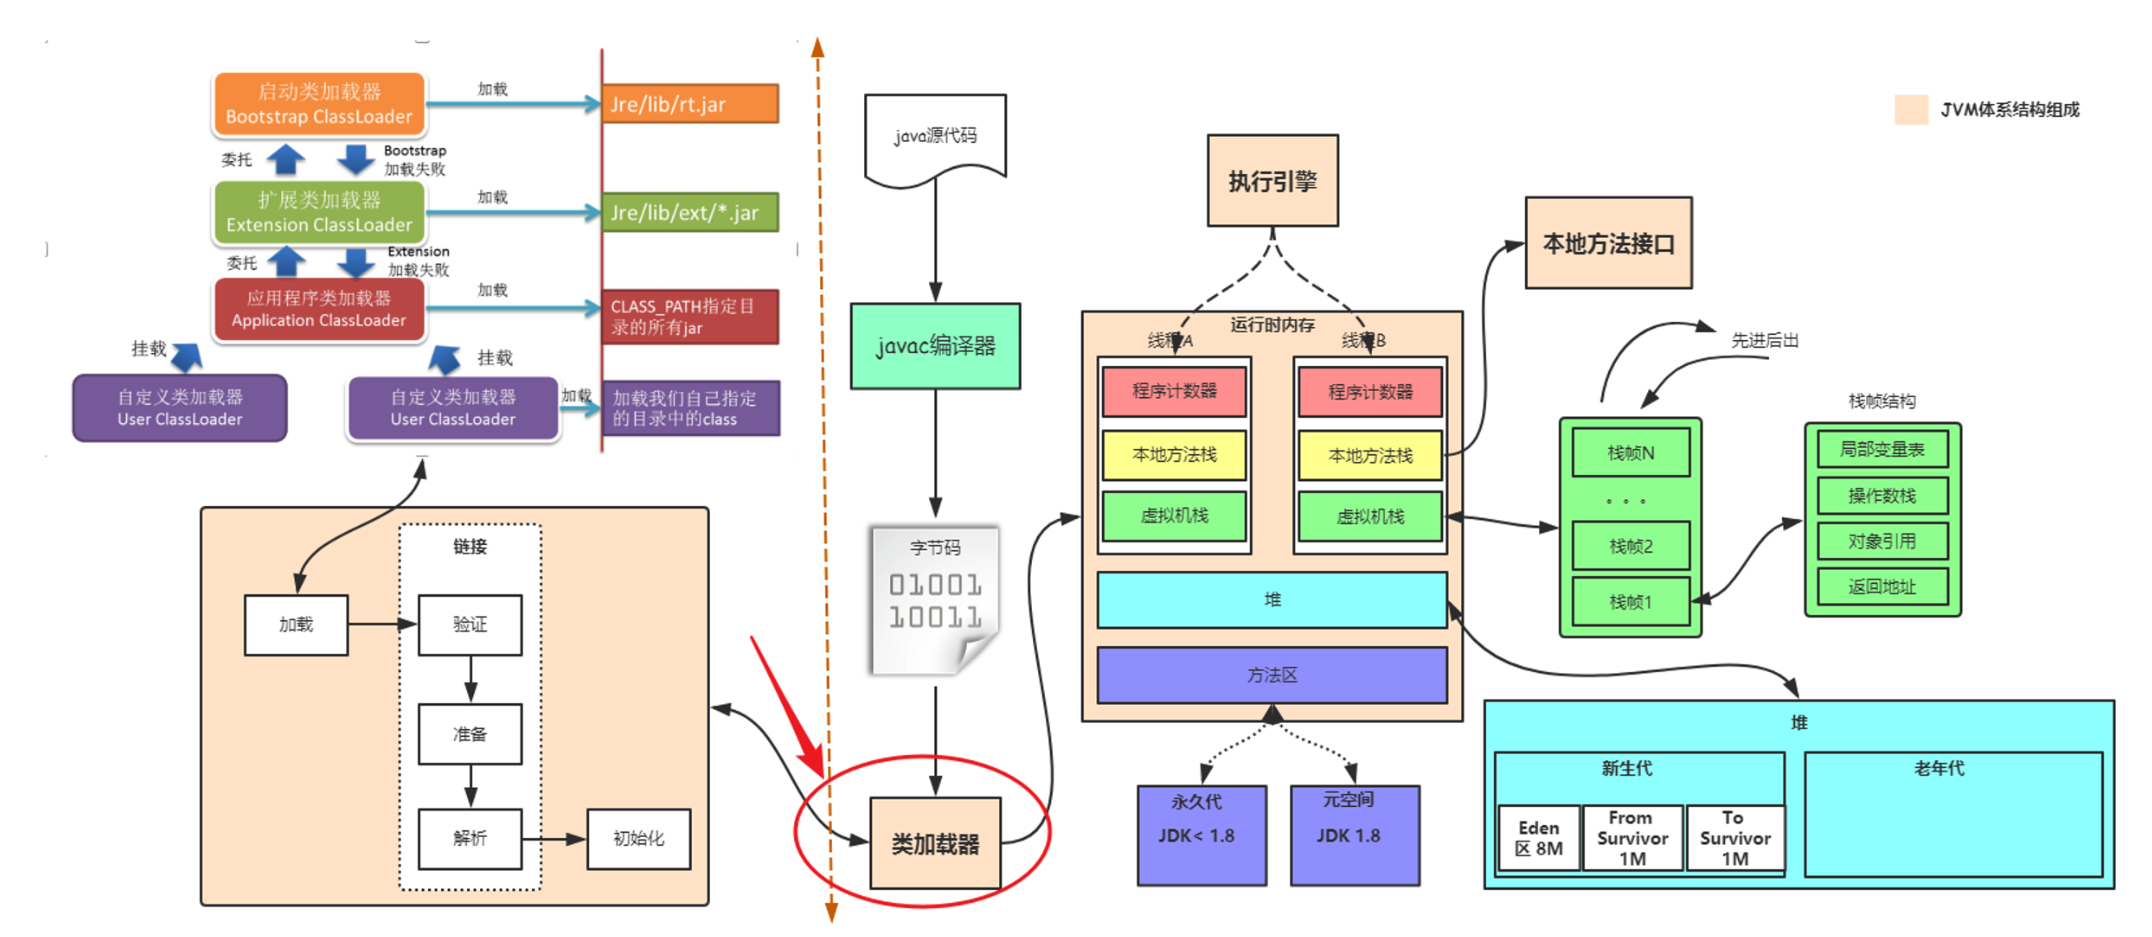 启动类加载器
Bootstrap ClassLoader
加载
Jre/lib/rt.jar
委托
Bootstrap
加载失败
扩展类加载器
Extension ClassLoader
加载
Jre/lib/ext/*.jar
委托
Extension
加载失败
应用程序类加载器
Application ClassLoader
加载
CLASS_PATH指定目
录的所有jar
挂载
挂载
自定义类加载器
User ClassLoader
自定义类加载器
User ClassLoader
加载
加载我们自己指定
的目录中的class
链接
加载
验证
准备
解析
初始化
java源代码
javac编译器
字节码
01001
10011
类加载器
JVM体系结构组成
执行引擎
本地方法接口
运行时内存
线程A
线程B
程序计数器
程序计数器
本地方法栈
本地方法栈
虚拟机栈
虚拟机栈
堆
方法区
永久代
JDK< 1.8
元空间
JDK 1.8
先进后出
栈帧N
. . .
栈帧2
栈帧1
栈帧结构
局部变量表
操作数栈
对象引用
返回地址
堆
新生代
老年代
Eden
区 8M
From
Survivor
1M
To
Survivor
1M